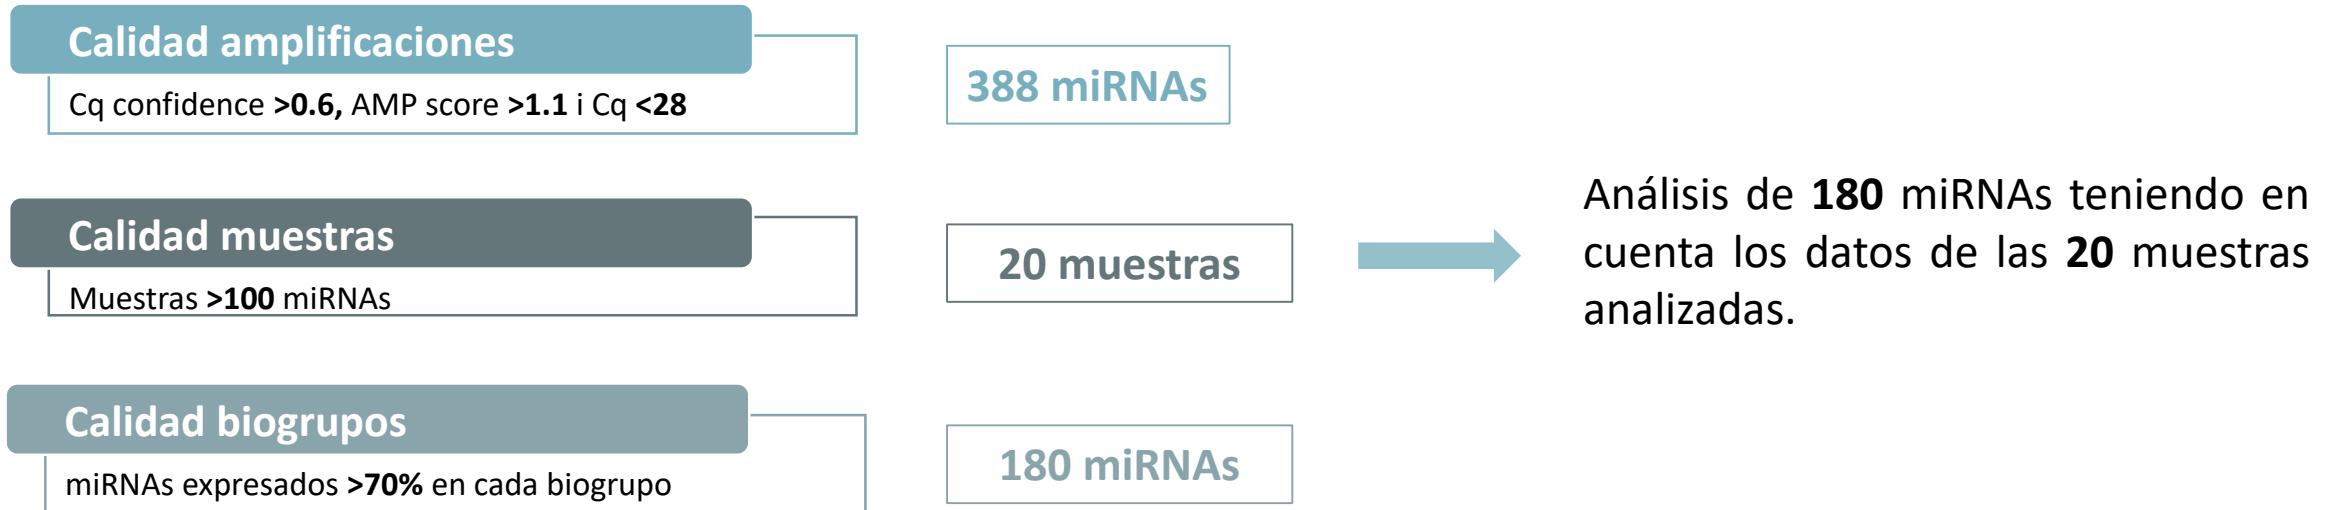 Calidad amplificaciones
Cq confidence >0.6, AMP score >1.1 i Cq <28
388 miRNAs
Calidad muestras
Muestras >100 miRNAs
20 muestras
Calidad biogrupos
miRNAs expresados >70% en cada biogrupo
180 miRNAs
Análisis de 180 miRNAs teniendo en
cuenta los datos de las 20 muestras
analizadas.